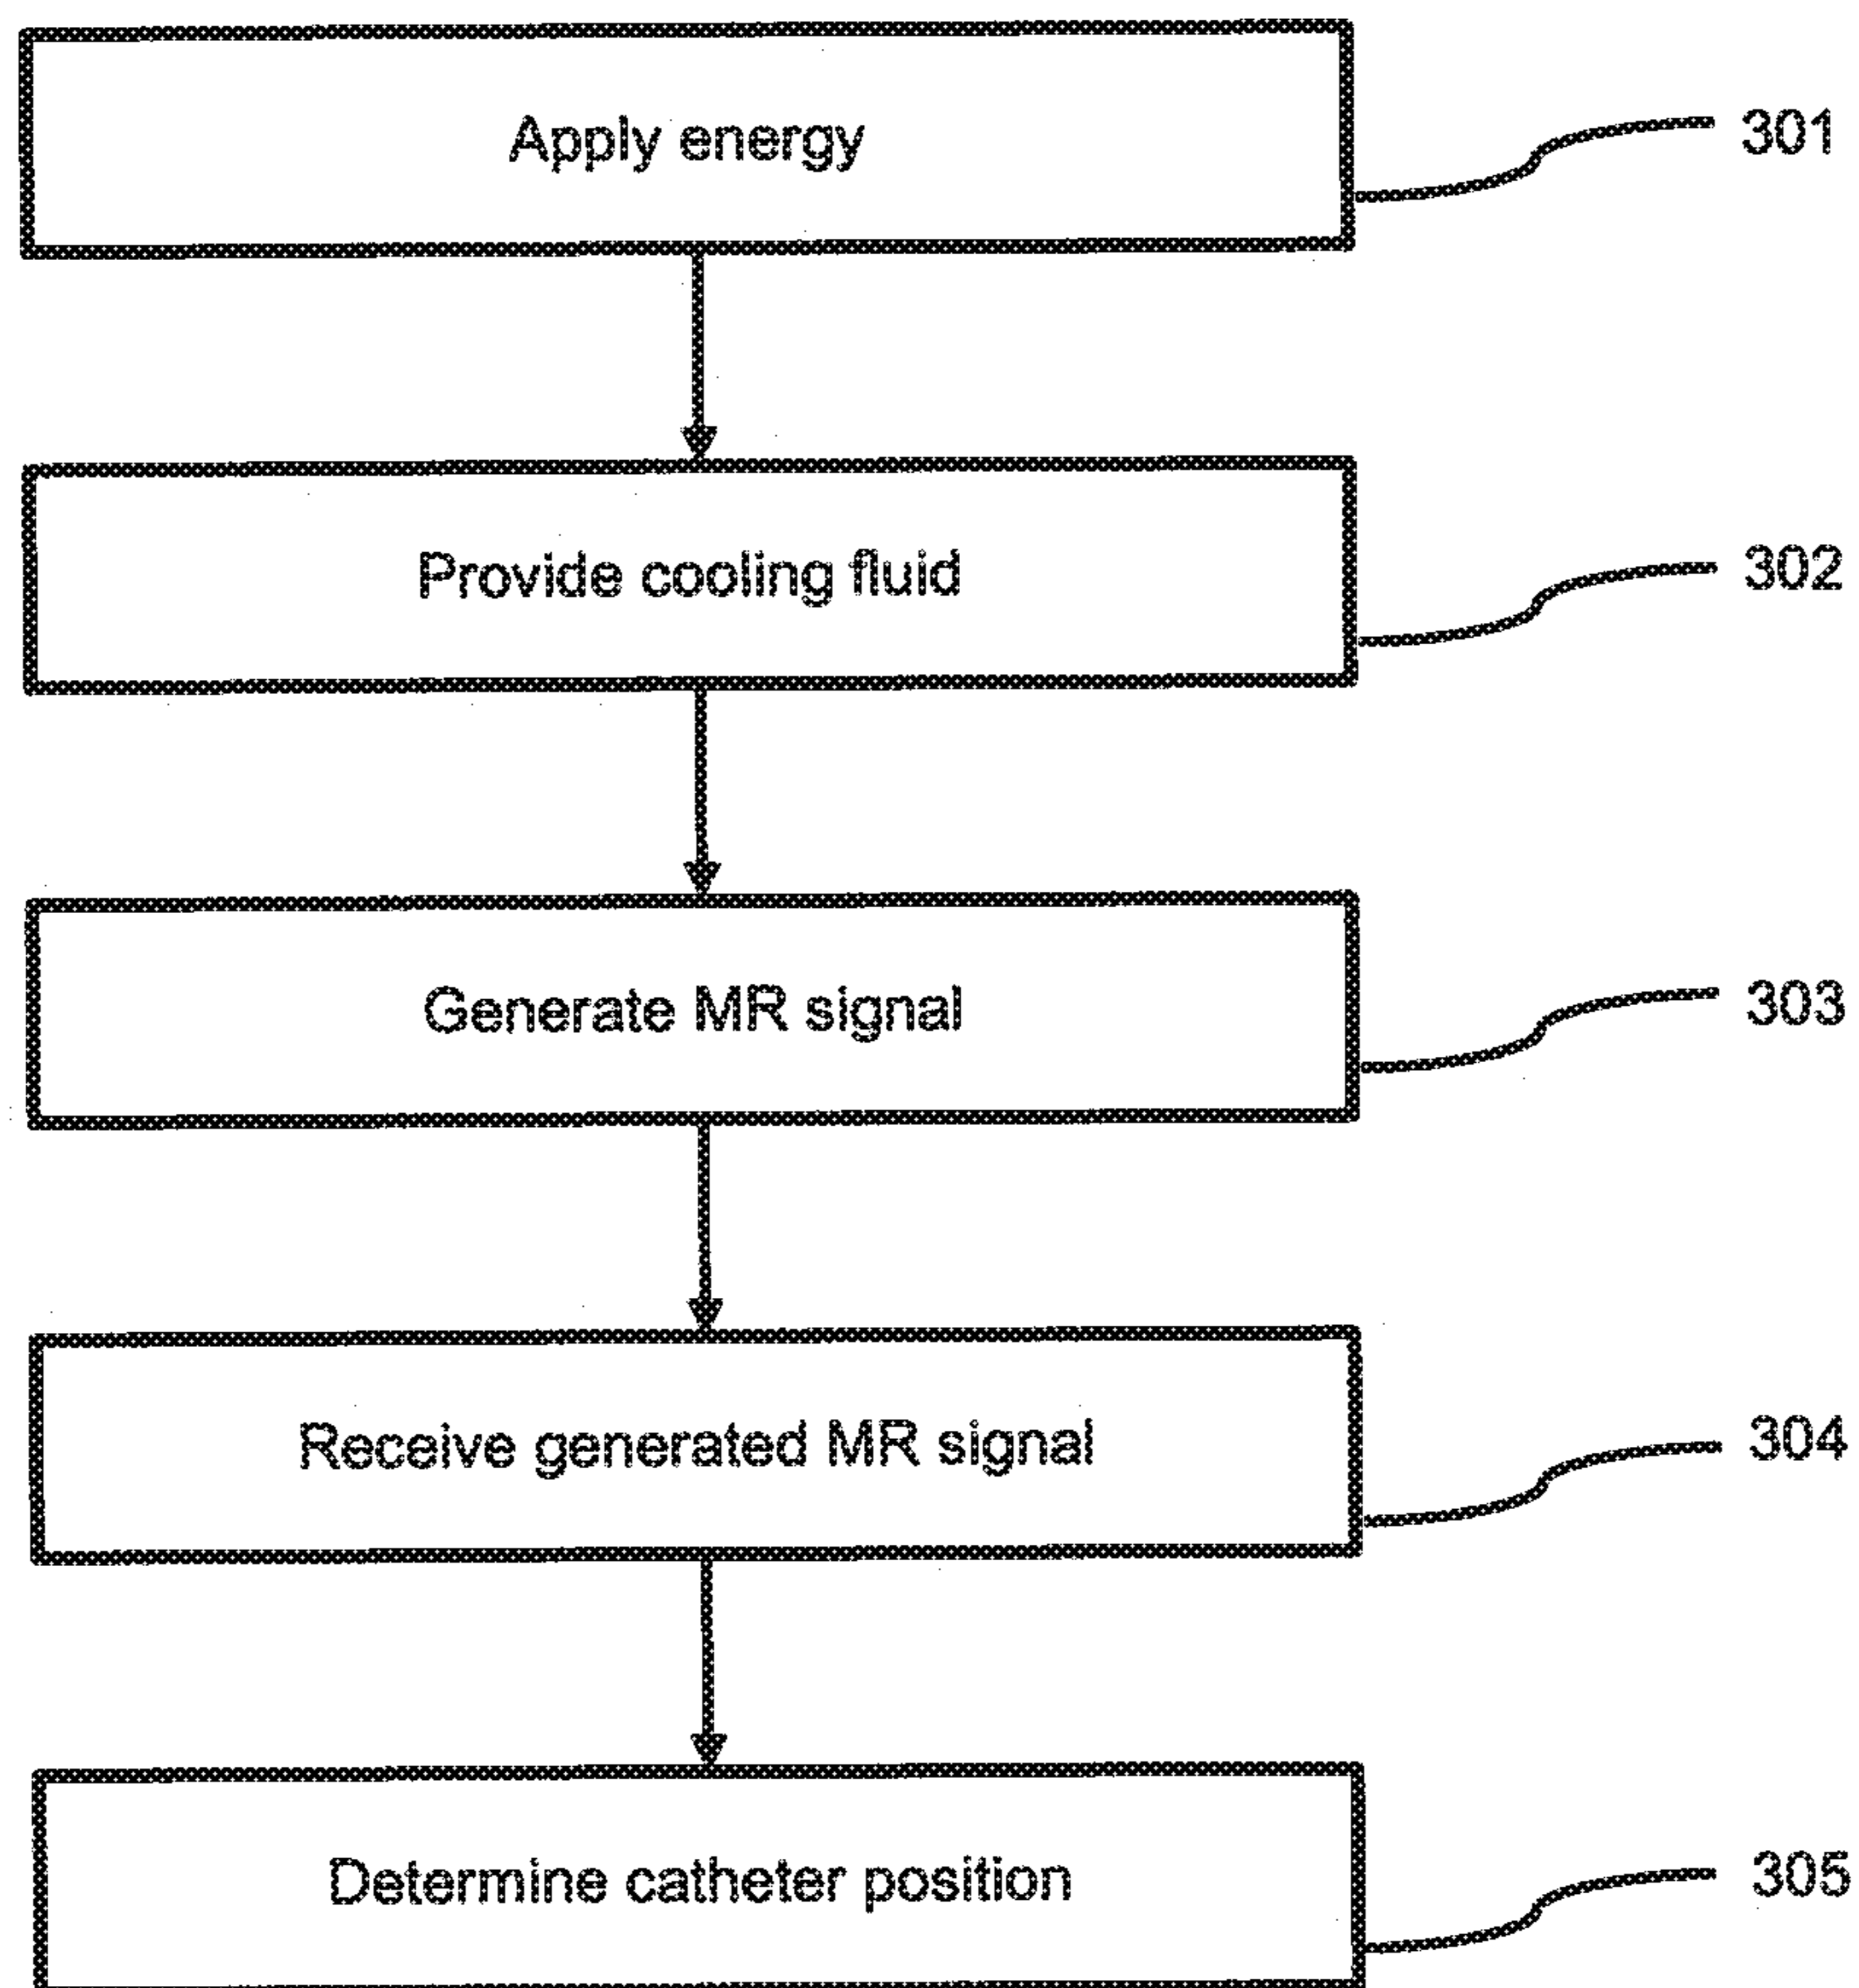 Apply energy
301
Provide cooling fluid
302
Generate MR signal
303
Receive generated MR signal
304
Determine catheter position
305